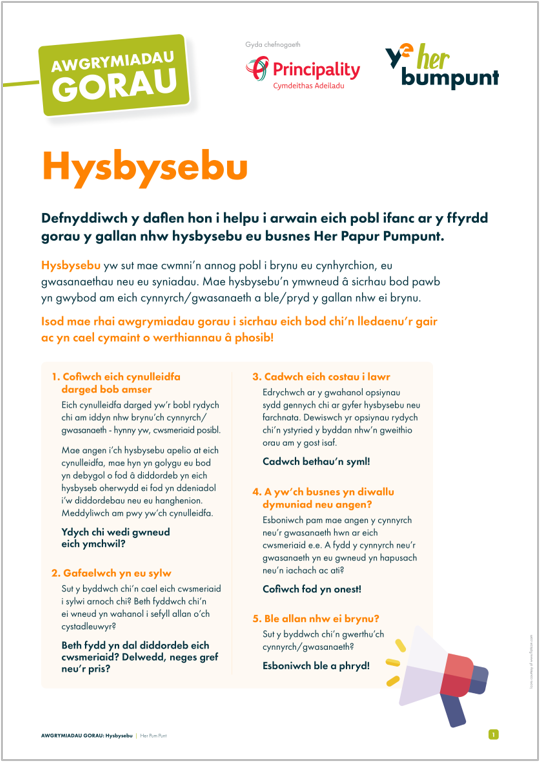 AWGRYMIADAU
GORAU
Gyda chefnogaeth
Principality
Cymdeithas Adeiladu
ye her
bumpunt
Hysbysebu
Defnyddiwch y daflen hon i helpu i arwain eich pobl ifanc ar y ffyrdd
gorau y gallan nhw hysbysebu eu busnes Her Papur Pumpunt.
Hysbysebu yw sut mae cwmni’n annog pobl i brynu eu cynhyrchion, eu
gwasanaethau neu eu syniadau. Mae hysbysebu’n ymwneud â sicrhau bod pawb
yn gwybod am eich cynnyrch/gwasanaeth a ble/pryd y gallan nhw ei brynu.
Isod mae rhai awgrymiadau gorau i sicrhau eich bod chi’n lledaenu’r gair
ac yn cael cymaint o werthiannau â phosib!
1. Cofiwch eich cynulleidfa
darged bob amser
Eich cynulleidfa darged yw’r bobl rydych
chi am iddyn nhw brynu’ch cynnyrch/
gwasanaeth - hynny yw, cwsmeriaid posibl.
Mae angen i’ch hysbysebu apelio at eich
cynulleidfa, mae hyn yn golygu eu bod
yn debygol o fod â diddordeb yn eich
hysbyseb oherwydd ei fod yn ddeniadol
i’w diddordebau neu eu hanghenion.
Meddyliwch am pwy yw’ch cynulleidfa.
Ydych chi wedi gwneud
eich ymchwil?
2. Gafaelwch yn eu sylw
Sut y byddwch chi’n cael eich cwsmeriaid
i sylwi arnoch chi? Beth fyddwch chi’n
ei wneud yn wahanol i sefyll allan o’ch
cystadleuwyr?
Beth fydd yn dal diddordeb eich
cwsmeriaid? Delwedd, neges gref
neu’r pris?
3. Cadwch eich costau i lawr
Edrychwch ar y gwahanol opsiynau
sydd gennych chi ar gyfer hysbysebu neu
farchnata. Dewiswch yr opsiynau rydych
chi’n ystyried y byddan nhw’n gweithio
orau am y gost isaf.
Cadwch bethau’n syml!
4. A yw’ch busnes yn diwallu
dymuniad neu angen?
Esboniwch pam mae angen y cynnyrch
neu’r gwasanaeth hwn ar eich
cwsmeriaid e.e. A fydd y cynnyrch neu’r
gwasanaeth yn eu gwneud yn hapusach
neu’n iachach ac ati?
Cofiwch fod yn onest!
5. Ble allan nhw ei brynu?
Sut y byddwch chi’n gwerthu’ch
cynnyrch/gwasanaeth?
Esboniwch ble a phryd!
AWGRYMIADAU GORAU: Hysbysebu | Her Pum Punt
1